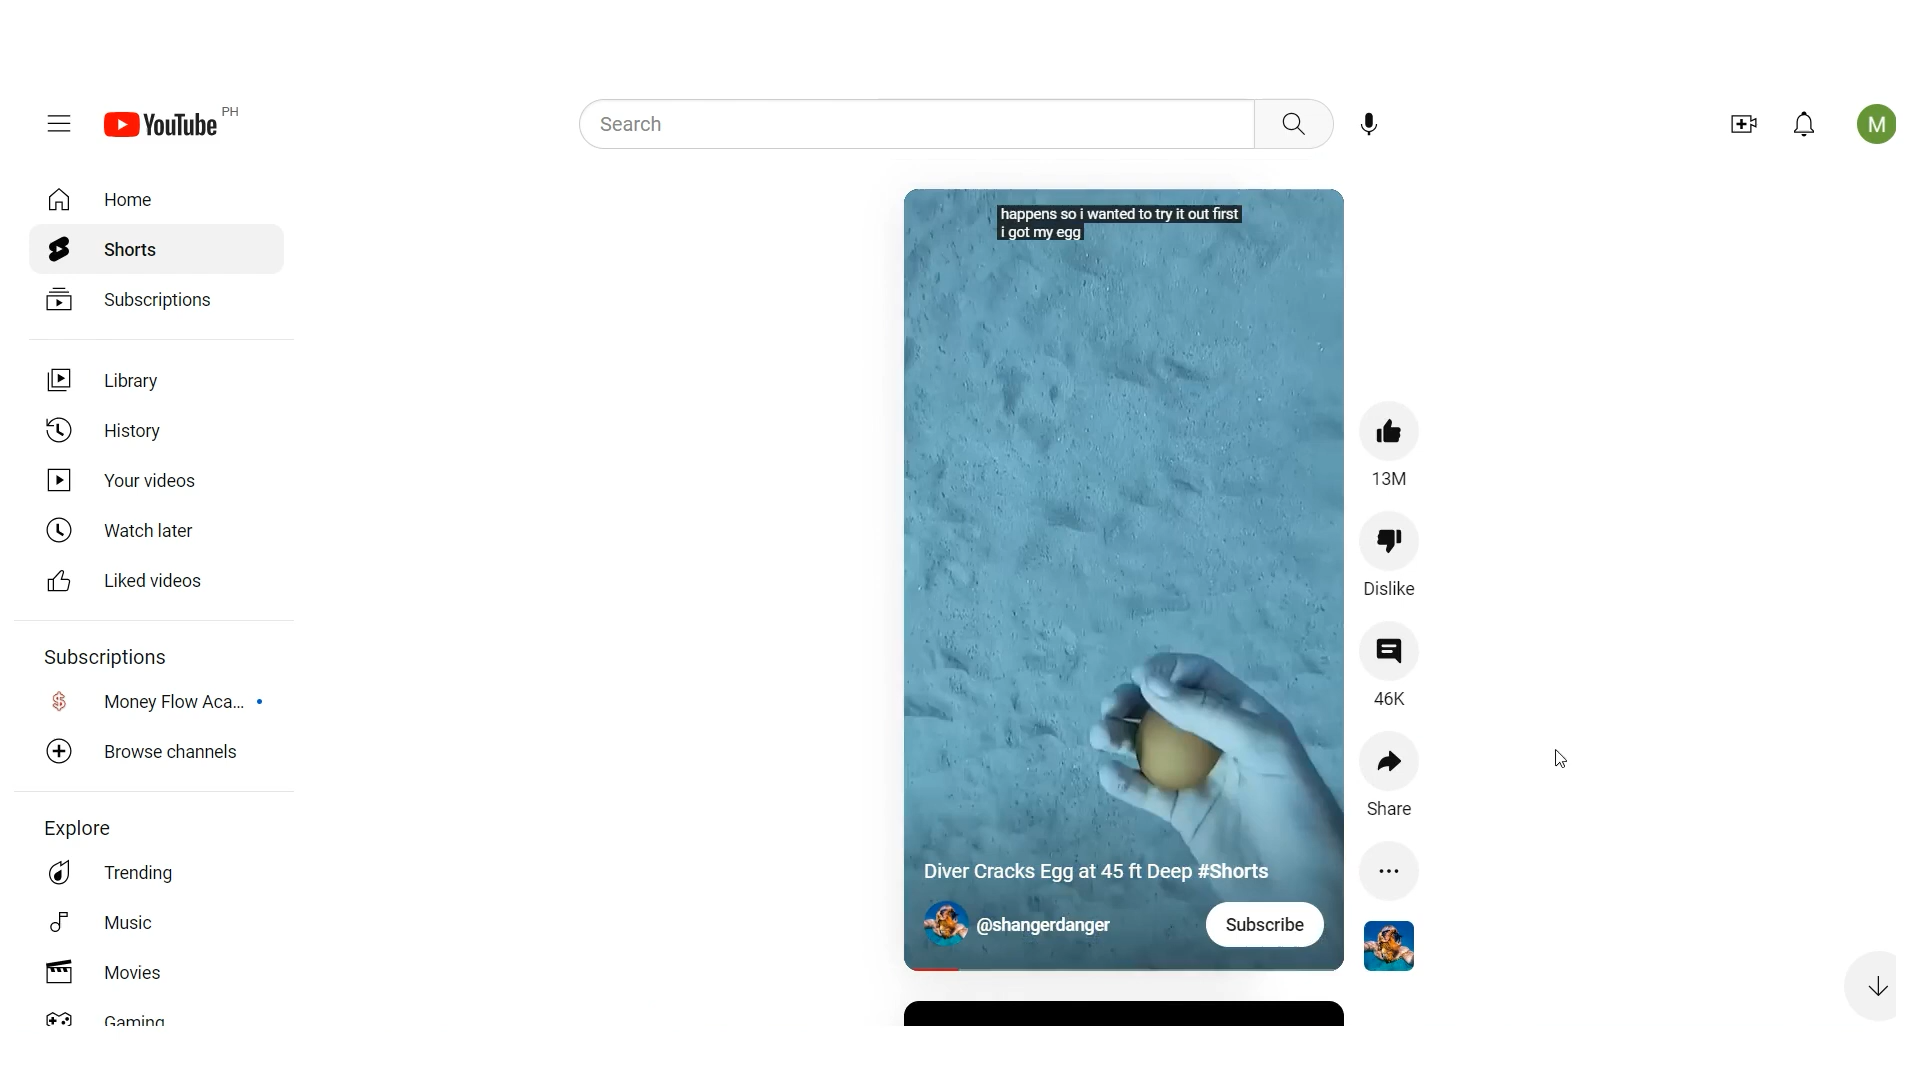 YouTube PH
Search
M
Home
Shorts
Subscriptions
Library
History
Your videos
Watch later
Liked videos
Subscriptions
Money Flow Aca...
Browse channels
Explore
Trending
Music
Movies
Gaming
happens so i wanted to try it out first
i got my egg
Diver Cracks Egg at 45 ft Deep #Shorts
@shangerdanger
Subscribe
13M
Dislike
46K
Share